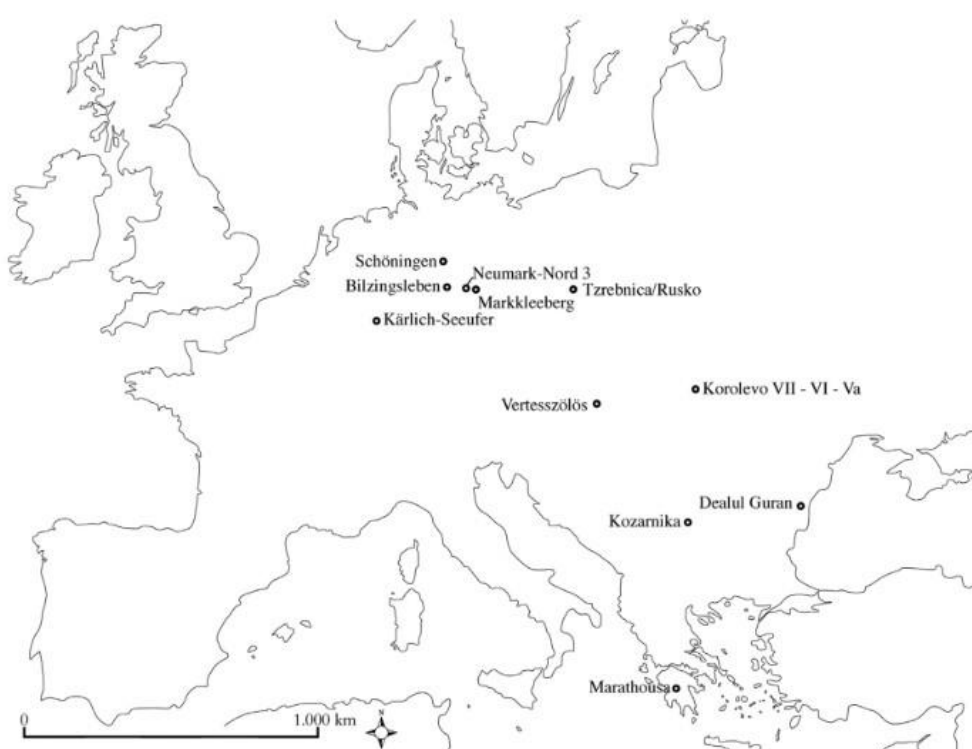 Schöningen
Neumark-Nord 3
Bilzingsleben
Markkleeberg
Tzrebnica/Rusko
Kärlich-Seeufer
Korolevo VII - VI - Va
Vertesszölös
Dealul Guran
Kozarnika
Marathousa
0
1.000 km
N